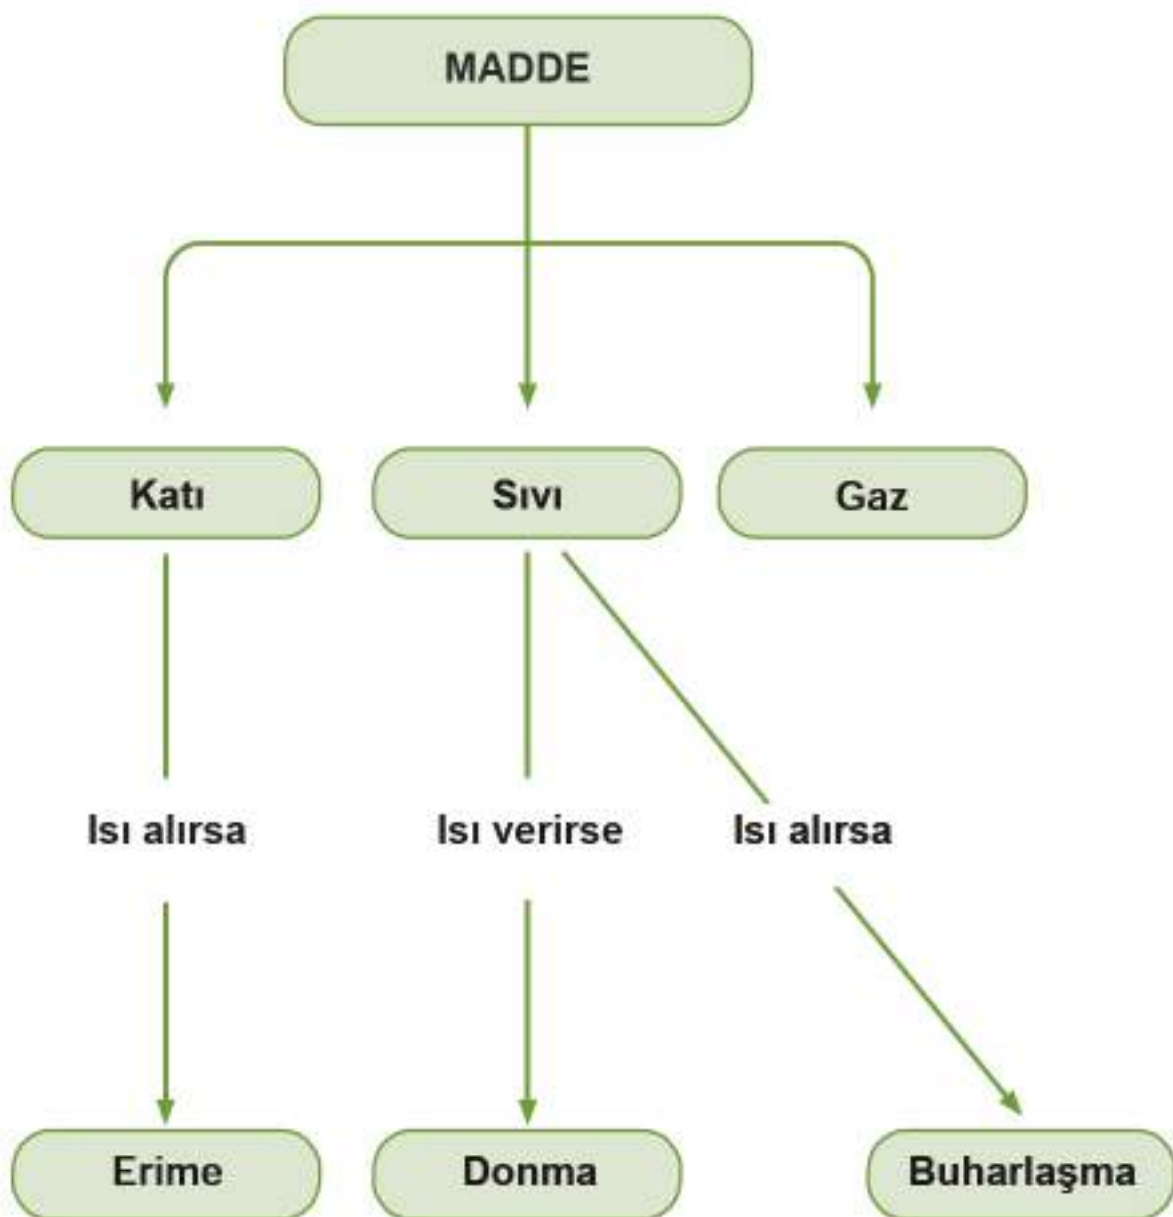 MADDE
Katı
Sıvı
Gaz
Isı alırsa
Isı verirse
Isı alırsa
Erime
Donma
Buharlaşma